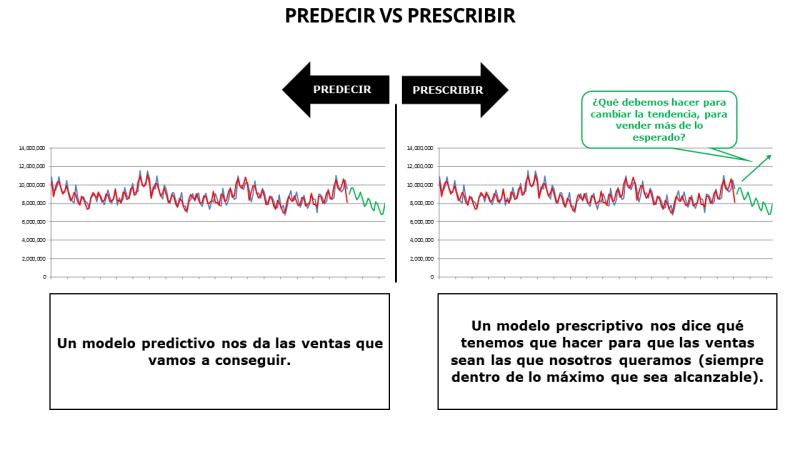 PREDECIR VS PRESCRIBIR
PREDECIR
PRESCRIBIR
¿Qué debemos hacer para
cambiar la tendencia, para
vender más de lo
esperado?
14,000,000
12,000,000
10,000,000
8,000,000
6,000,000
4,000,000
2,000,000
0
14,000,000
12,000,000
10,000,000
8,000,000
6,000,000
4,000,000
2,000,000
0
Un modelo predictivo nos da las ventas que
vamos a conseguir.
Un modelo prescriptivo nos dice qué
tenemos que hacer para que las ventas
sean las que nosotros queramos (siempre
dentro de lo máximo que sea alcanzable).